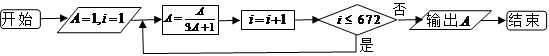 开始
A=1,i=1
A=A/(3A+1)
i=i+1
i≤672
否
输出A
结束
是